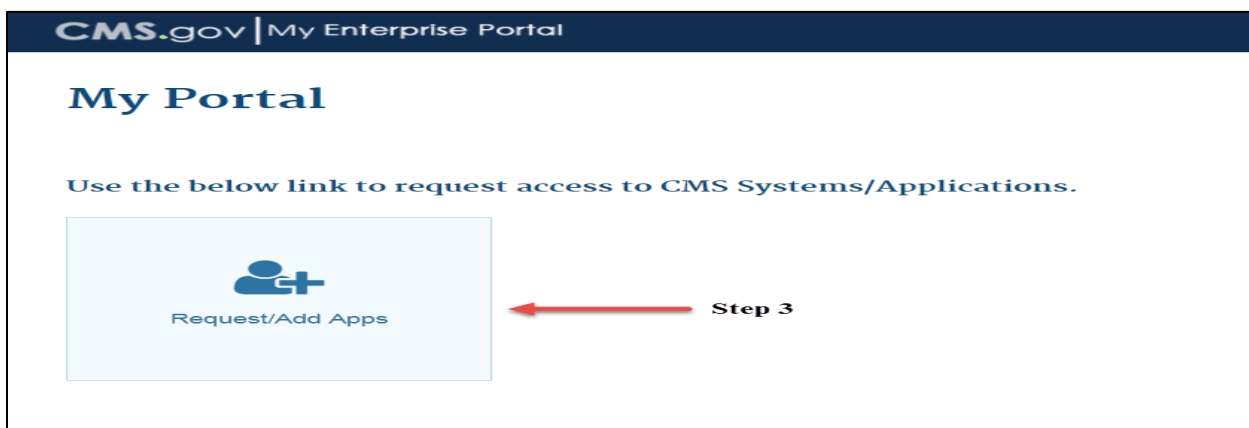 CMS.gov | My Enterprise Portal
My Portal
Use the below link to request access to CMS Systems/Applications.
Request/Add Apps
Step 3